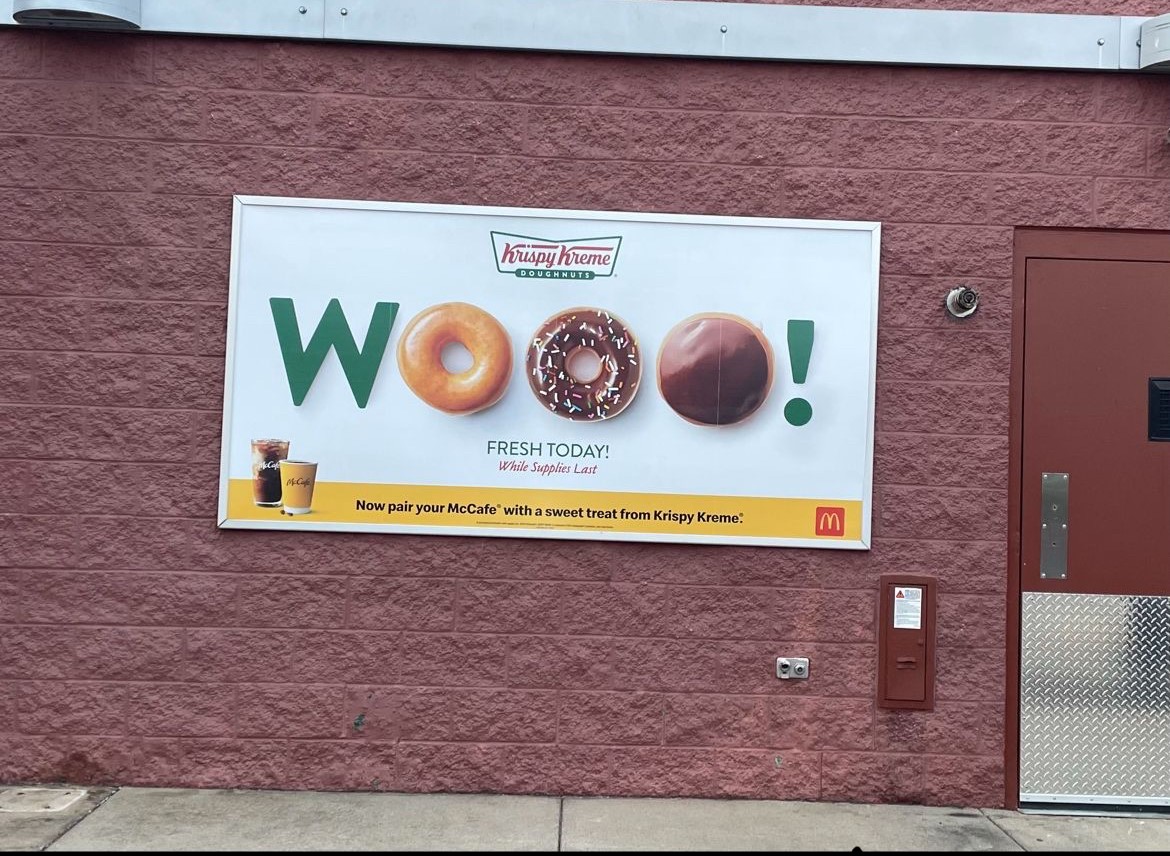 Krispy Kreme
DOUGHNUTS
WOOO!
FRESH TODAY!
While Supplies Last
McCafé
McCafé
Now pair your McCafe® with a sweet treat from Krispy Kreme®.